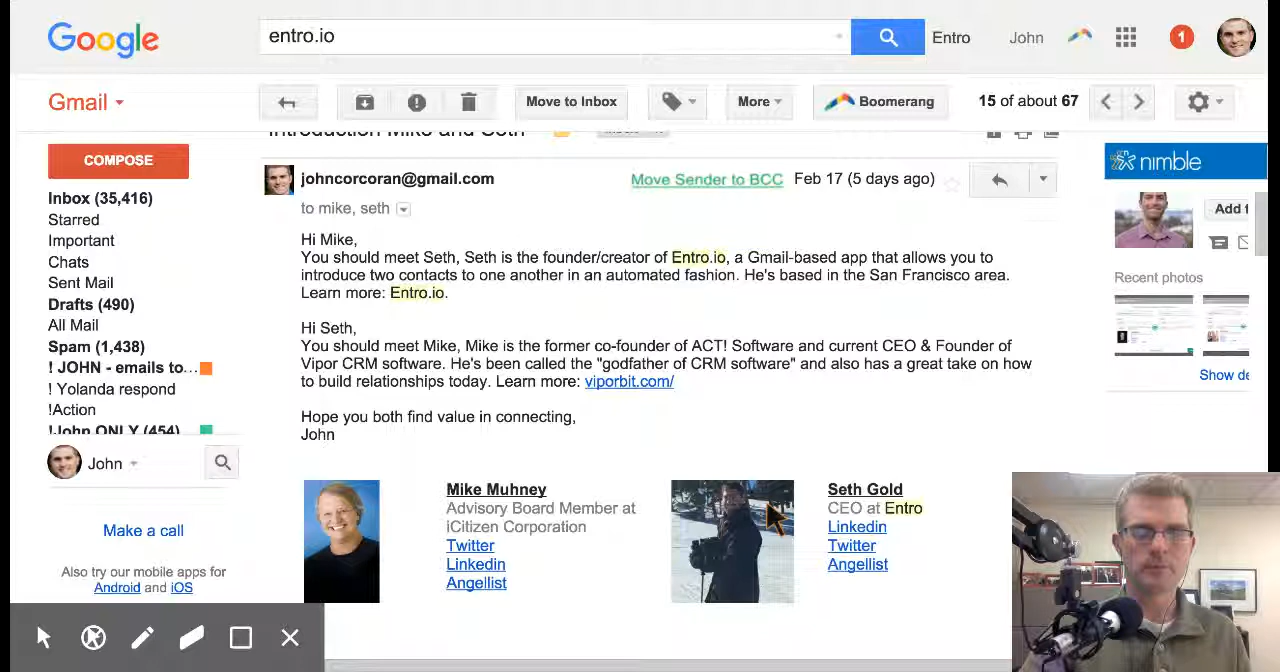 Google
entro.io
Entro
John
1
Gmail
Move to Inbox
More
Boomerang
15 of about 67
Introduction Mike and Seth
COMPOSE
Inbox (35,416)
Starred
Important
Chats
Sent Mail
Drafts (490)
All Mail
Spam (1,438)
! JOHN - emails to...
! Yolanda respond
!Action
!John ONLY (454)
John
Make a call
Also try our mobile apps for
Android and iOS
johncorcoran@gmail.com
Move Sender to BCC
Feb 17 (5 days ago)
to mike, seth
Hi Mike,
You should meet Seth, Seth is the founder/creator of Entro.io, a Gmail-based app that allows you to
introduce two contacts to one another in an automated fashion. He's based in the San Francisco area.
Learn more: Entro.io.
Hi Seth,
You should meet Mike, Mike is the former co-founder of ACT! Software and current CEO & Founder of
Vipor CRM software. He's been called the "godfather of CRM software" and also has a great take on how
to build relationships today. Learn more: viporbit.com/
Hope you both find value in connecting,
John
Mike Muhney
Advisory Board Member at
iCitizen Corporation
Twitter
Linkedin
Angellist
Seth Gold
CEO at Entro
Linkedin
Twitter
Angellist
nimble
Add t
Recent photos
Show de